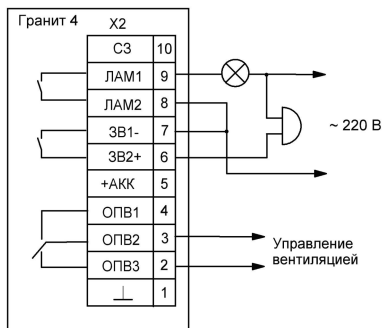 Гранит 4
X2
СЗ 10
ЛАМ1 9
ЛАМ2 8
ЗВ1- 7
ЗВ2+ 6
+АКК 5
ОПВ1 4
ОПВ2 3
ОПВ3 2
1
~ 220 В
Управление
вентиляцией